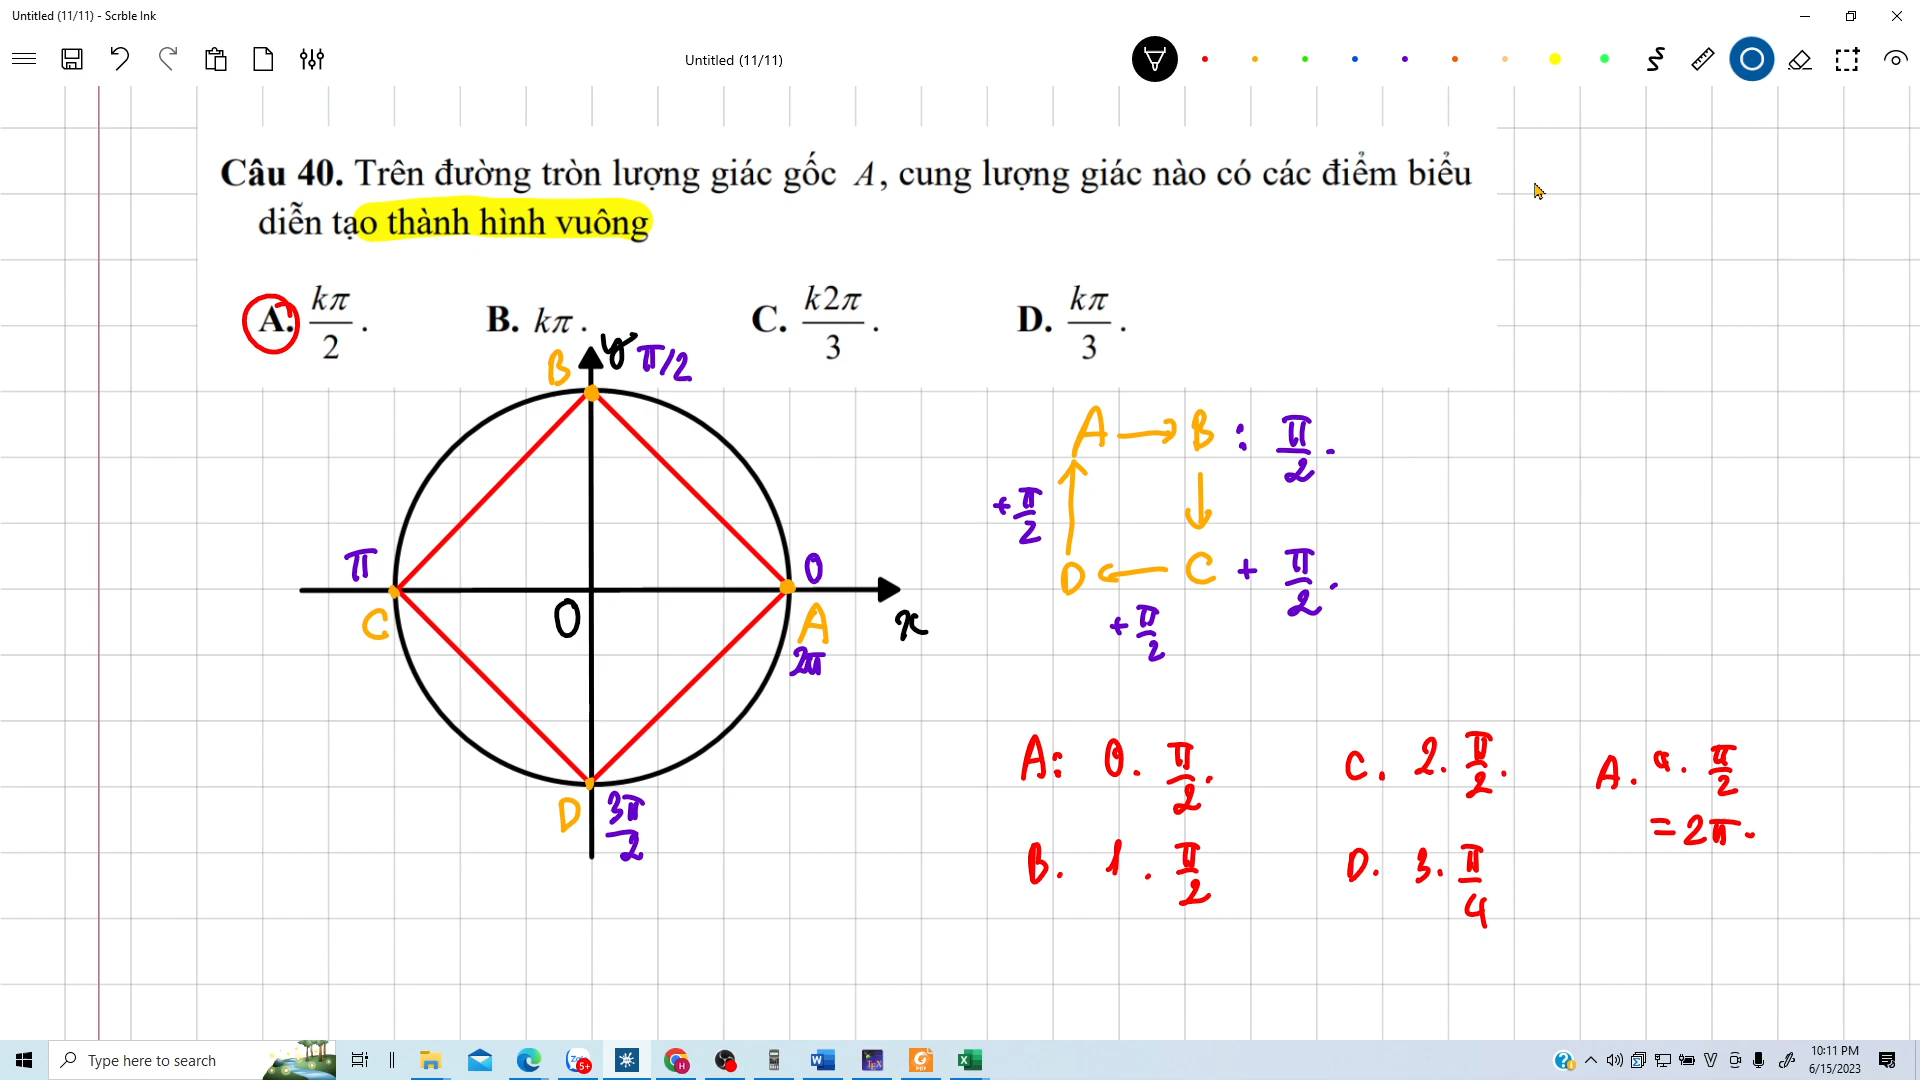 Untitled (11/11) - Scrble Ink
Untitled (11/11)
Câu 40. Trên đường tròn lượng giác gốc A, cung lượng giác nào có các điểm biểu
diễn tạo thành hình vuông
A. kπ/2 . B. kπ . C. k2π/3 . D. kπ/3 .
B y π/2
π 0
C O A x
2π
D 3π/2
A → B : π/2 .
+ π/2
D ← C + π/2 .
+ π/2
A: 0. π/2 . C. 2. π/2 . A. 4. π/2
= 2π.
B. 1 . π/2 D. 3. π/4
Type here to search
10:11 PM
6/15/2023